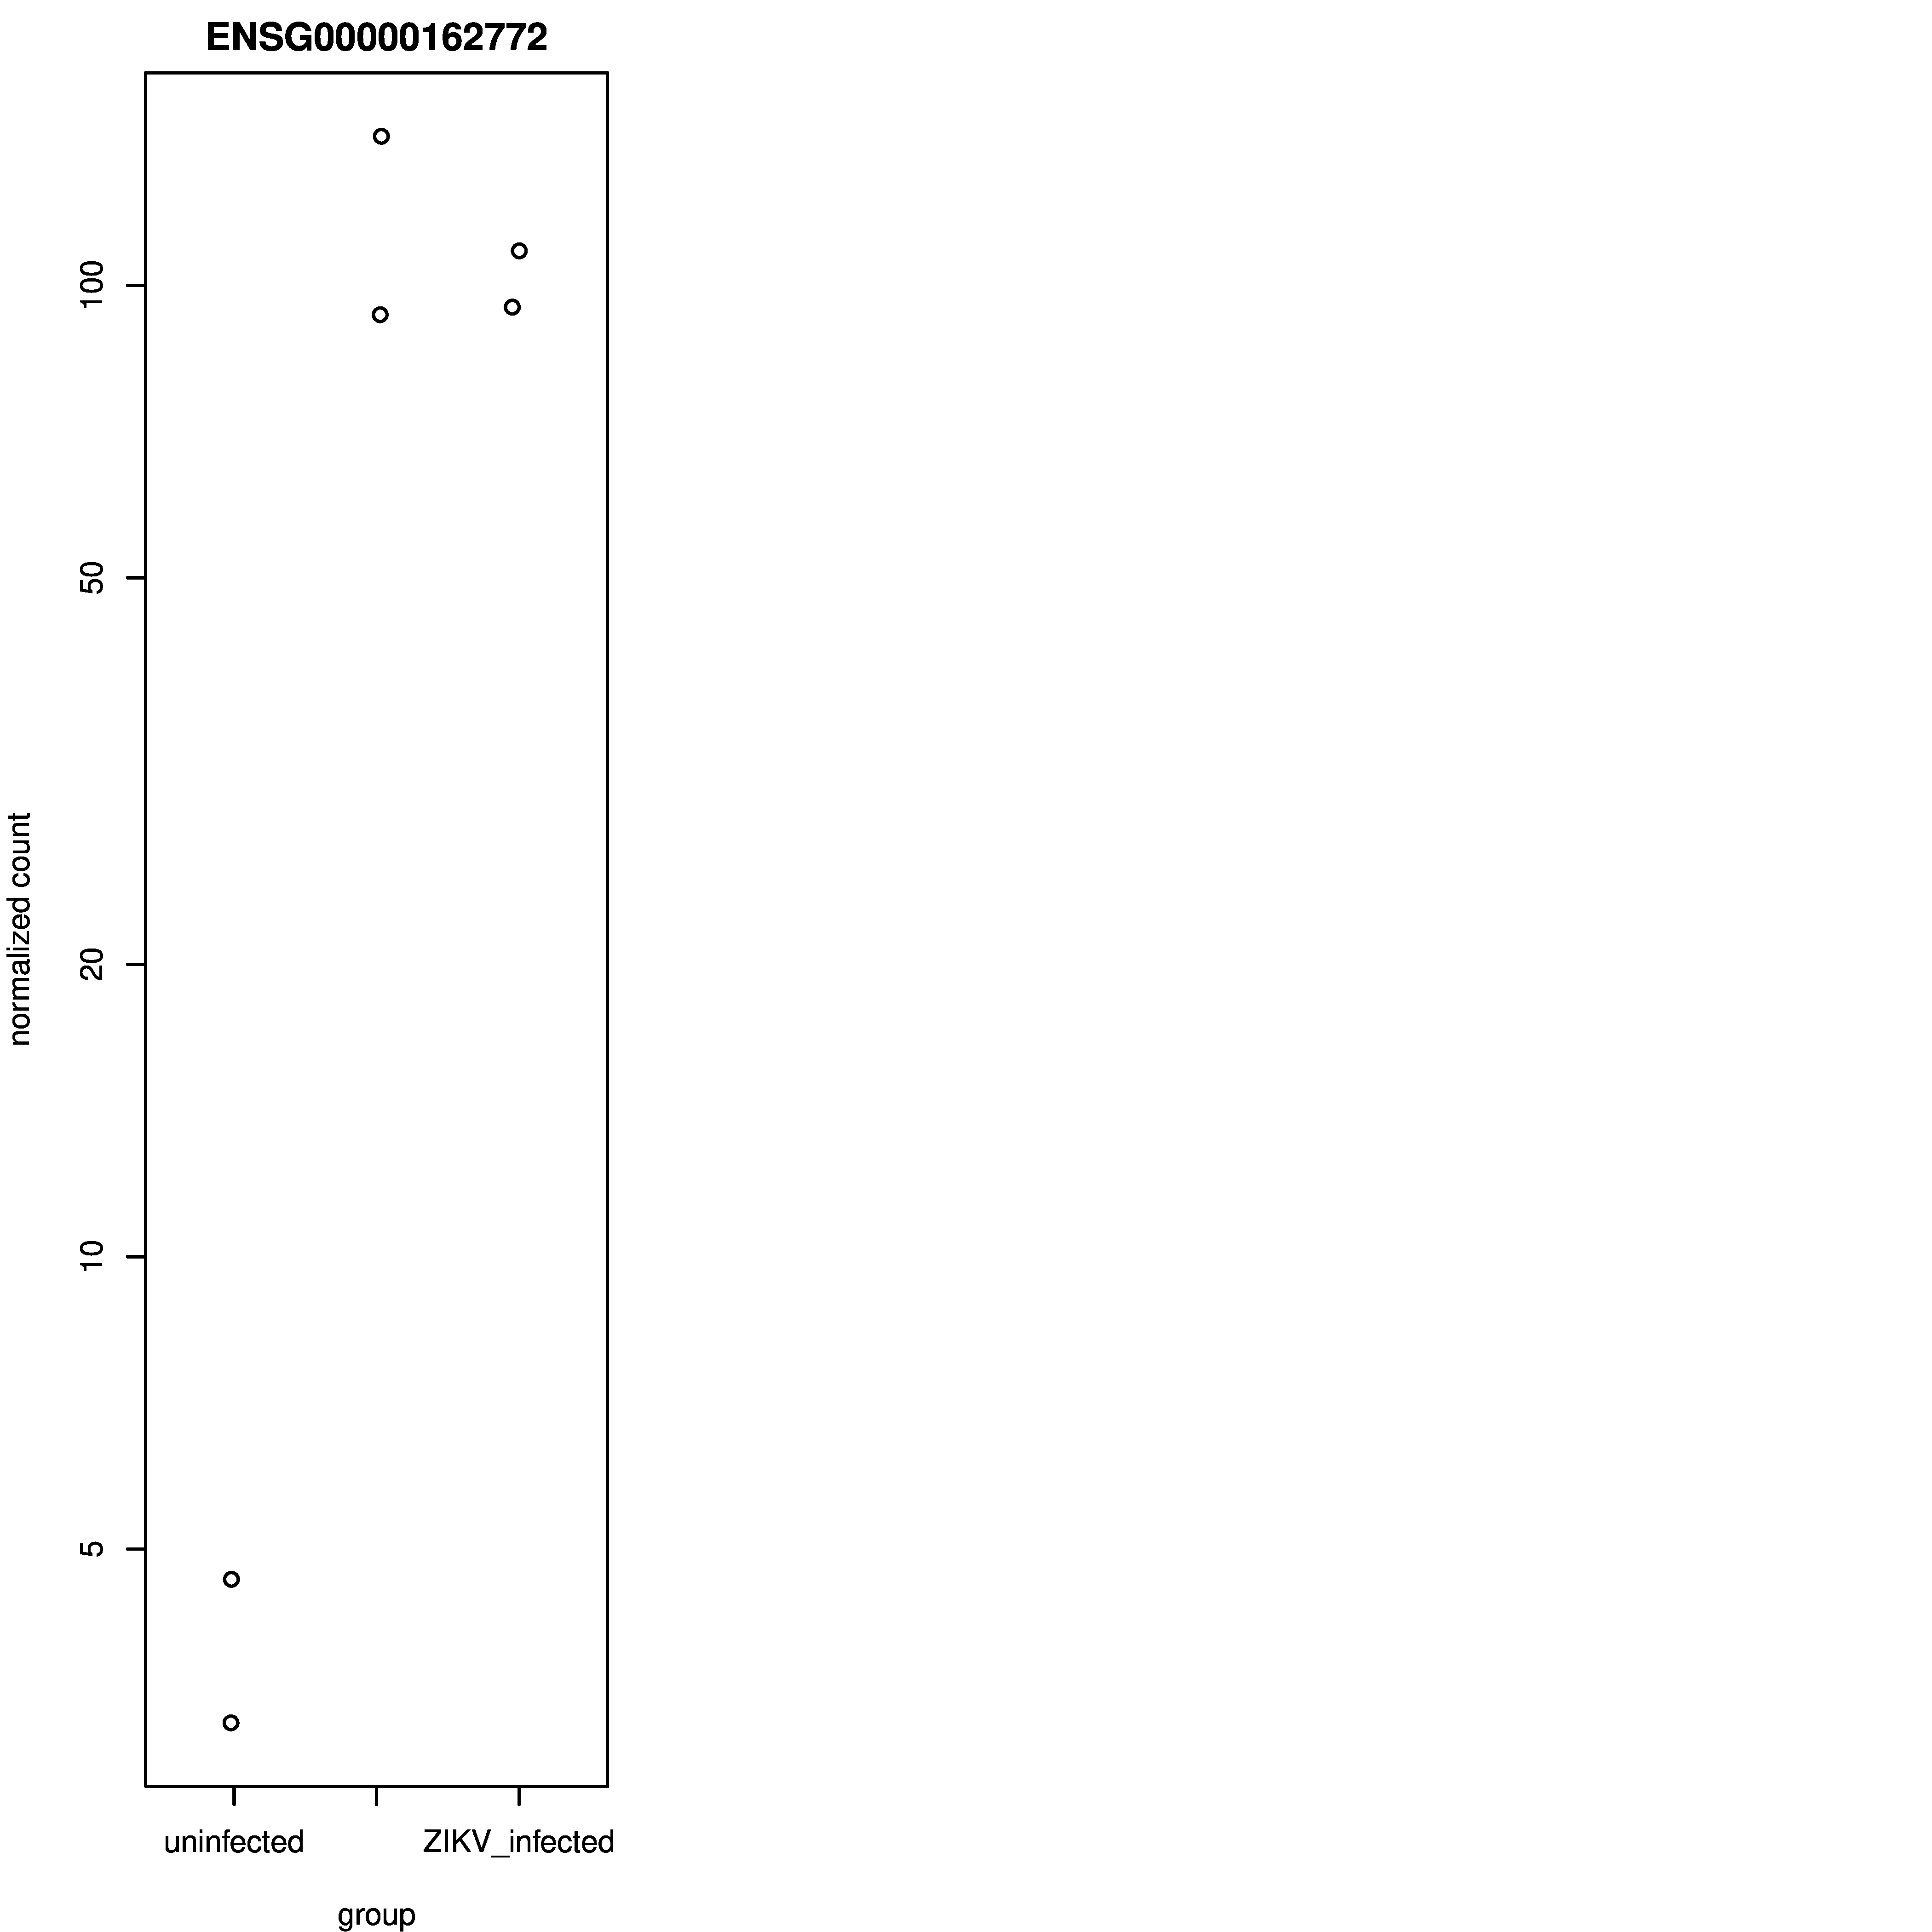 ENSG00000162772
normalized count
100
50
20
10
5
uninfected
ZIKV_infected
group